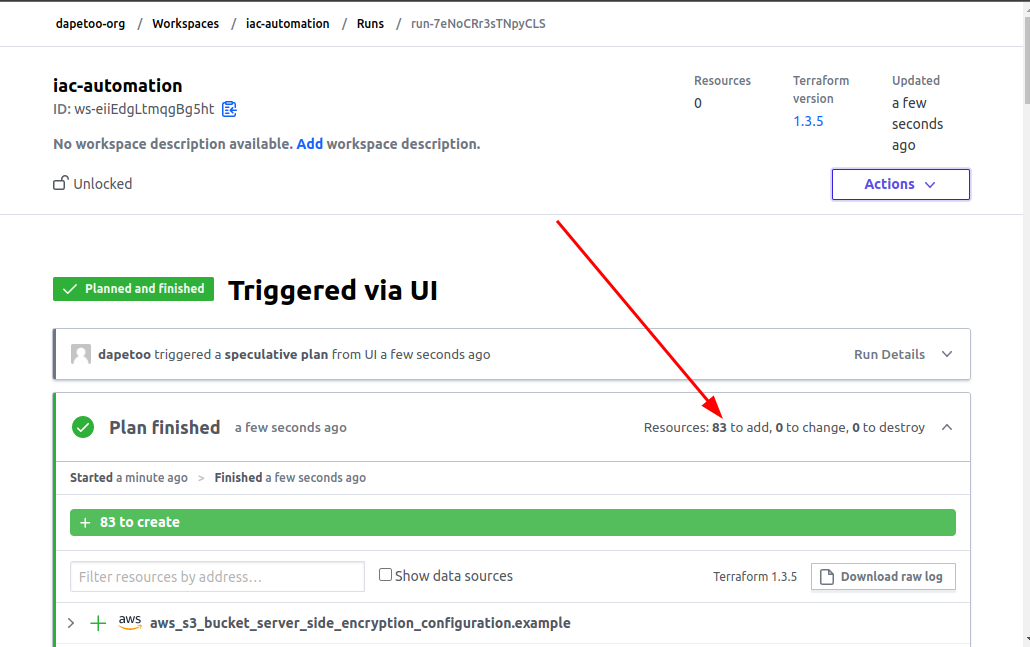 dapetoo-org / Workspaces / iac-automation / Runs / run-7eNoCRr3sTNpyCLS
iac-automation
ID: ws-eiiEdgLtmqgBg5ht
No workspace description available. Add workspace description.
Unlocked
Resources
0
Terraform
version
1.3.5
Updated
a few
seconds
ago
Actions
Planned and finished
Triggered via UI
dapetoo triggered a speculative plan from UI a few seconds ago
Run Details
Plan finished a few seconds ago
Resources: 83 to add, 0 to change, 0 to destroy
Started a minute ago > Finished a few seconds ago
+ 83 to create
Filter resources by address...
Show data sources
Terraform 1.3.5
Download raw log
aws aws_s3_bucket_server_side_encryption_configuration.example